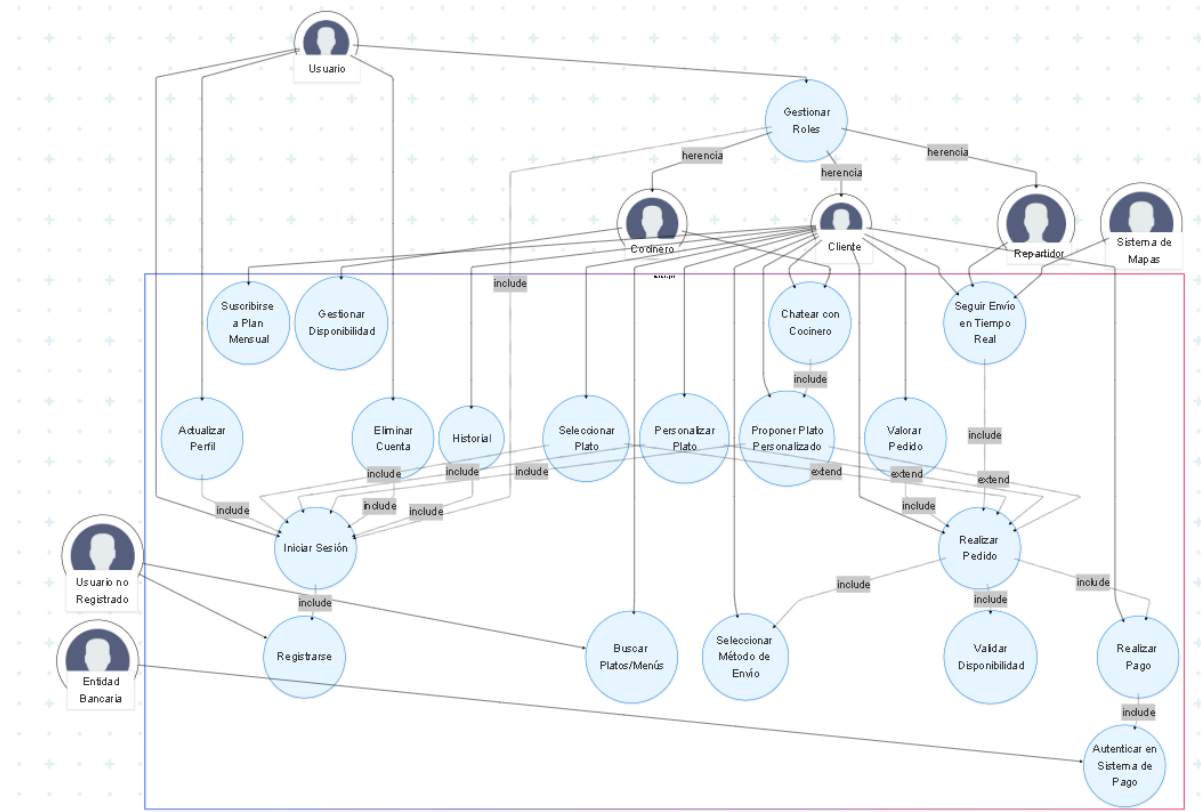 Usuario
Gestionar
Roles
herencia
herencia
herencia
Cocinero
Cliente
Repartidor
Sistema de
Mapas
include
Suscribirse
a Plan
Mensual
Gestionar
Disponibilidad
Chatear con
Cocinero
Seguir Envío
en Tiempo
Real
include
Actualizar
Perfil
Eliminar
Cuenta
Historial
Seleccionar
Plato
Personalizar
Plato
Proponer Plato
Personalizado
Valorar
Pedido
include
include
include
include
extend
extend
extend
include
include
include
include
Iniciar Sesión
Realizar
Pedido
Usuario no
Registrado
include
include
include
include
Registrarse
Buscar
Platos/Menús
Seleccionar
Método de
Envío
Validar
Disponibilidad
Realizar
Pago
Entidad
Bancaria
include
Autenticar en
Sistema de
Pago